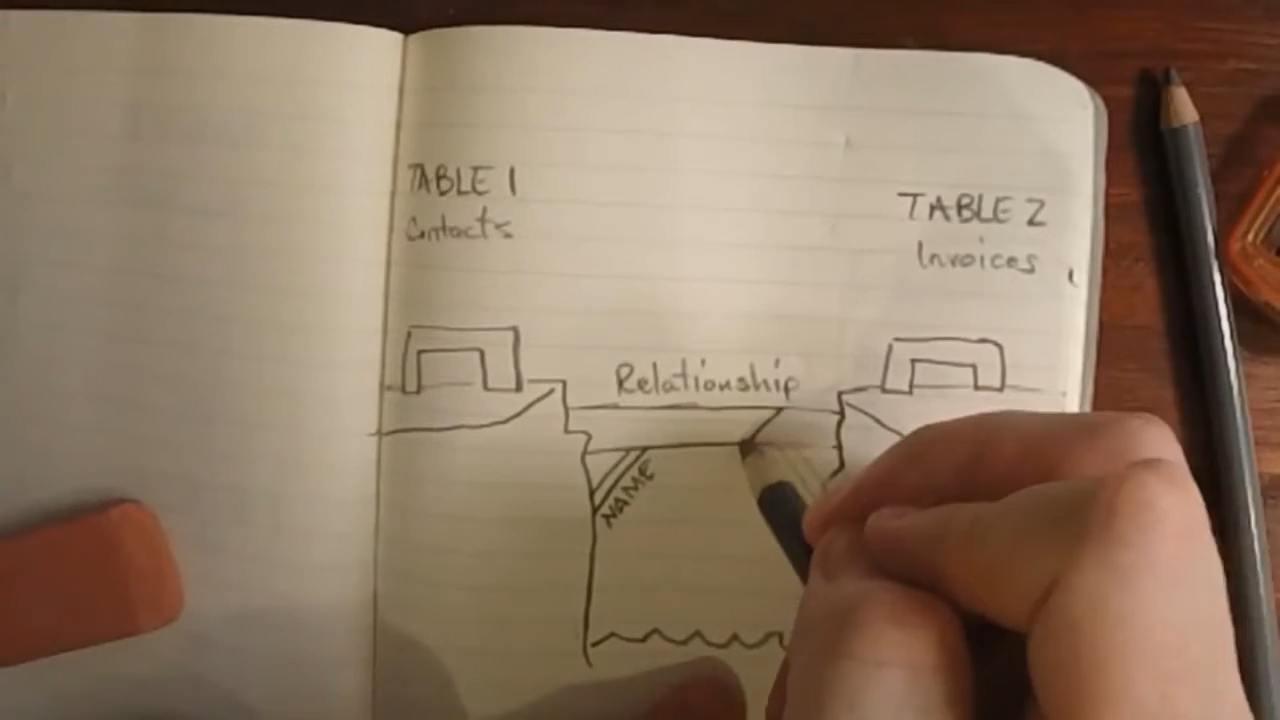 TABLE 1
Contacts
TABLE 2
Invoices
Relationship
NAME